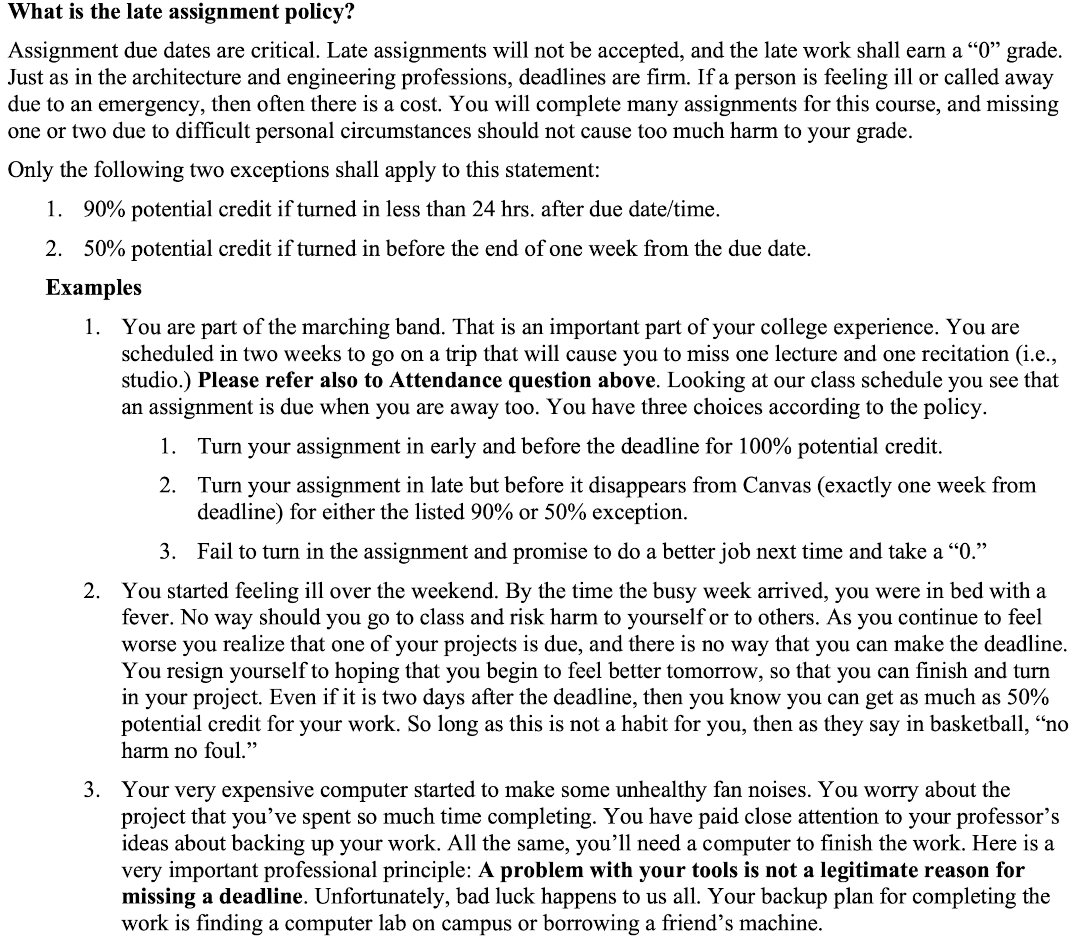 What is the late assignment policy?
Assignment due dates are critical. Late assignments will not be accepted, and the late work shall earn a “0” grade.
Just as in the architecture and engineering professions, deadlines are firm. If a person is feeling ill or called away
due to an emergency, then often there is a cost. You will complete many assignments for this course, and missing
one or two due to difficult personal circumstances should not cause too much harm to your grade.
Only the following two exceptions shall apply to this statement:
1. 90% potential credit if turned in less than 24 hrs. after due date/time.
2. 50% potential credit if turned in before the end of one week from the due date.
Examples
1. You are part of the marching band. That is an important part of your college experience. You are
scheduled in two weeks to go on a trip that will cause you to miss one lecture and one recitation (i.e.,
studio.) Please refer also to Attendance question above. Looking at our class schedule you see that
an assignment is due when you are away too. You have three choices according to the policy.
1. Turn your assignment in early and before the deadline for 100% potential credit.
2. Turn your assignment in late but before it disappears from Canvas (exactly one week from
deadline) for either the listed 90% or 50% exception.
3. Fail to turn in the assignment and promise to do a better job next time and take a “0.”
2. You started feeling ill over the weekend. By the time the busy week arrived, you were in bed with a
fever. No way should you go to class and risk harm to yourself or to others. As you continue to feel
worse you realize that one of your projects is due, and there is no way that you can make the deadline.
You resign yourself to hoping that you begin to feel better tomorrow, so that you can finish and turn
in your project. Even if it is two days after the deadline, then you know you can get as much as 50%
potential credit for your work. So long as this is not a habit for you, then as they say in basketball, “no
harm no foul.”
3. Your very expensive computer started to make some unhealthy fan noises. You worry about the
project that you’ve spent so much time completing. You have paid close attention to your professor’s
ideas about backing up your work. All the same, you’ll need a computer to finish the work. Here is a
very important professional principle: A problem with your tools is not a legitimate reason for
missing a deadline. Unfortunately, bad luck happens to us all. Your backup plan for completing the
work is finding a computer lab on campus or borrowing a friend’s machine.